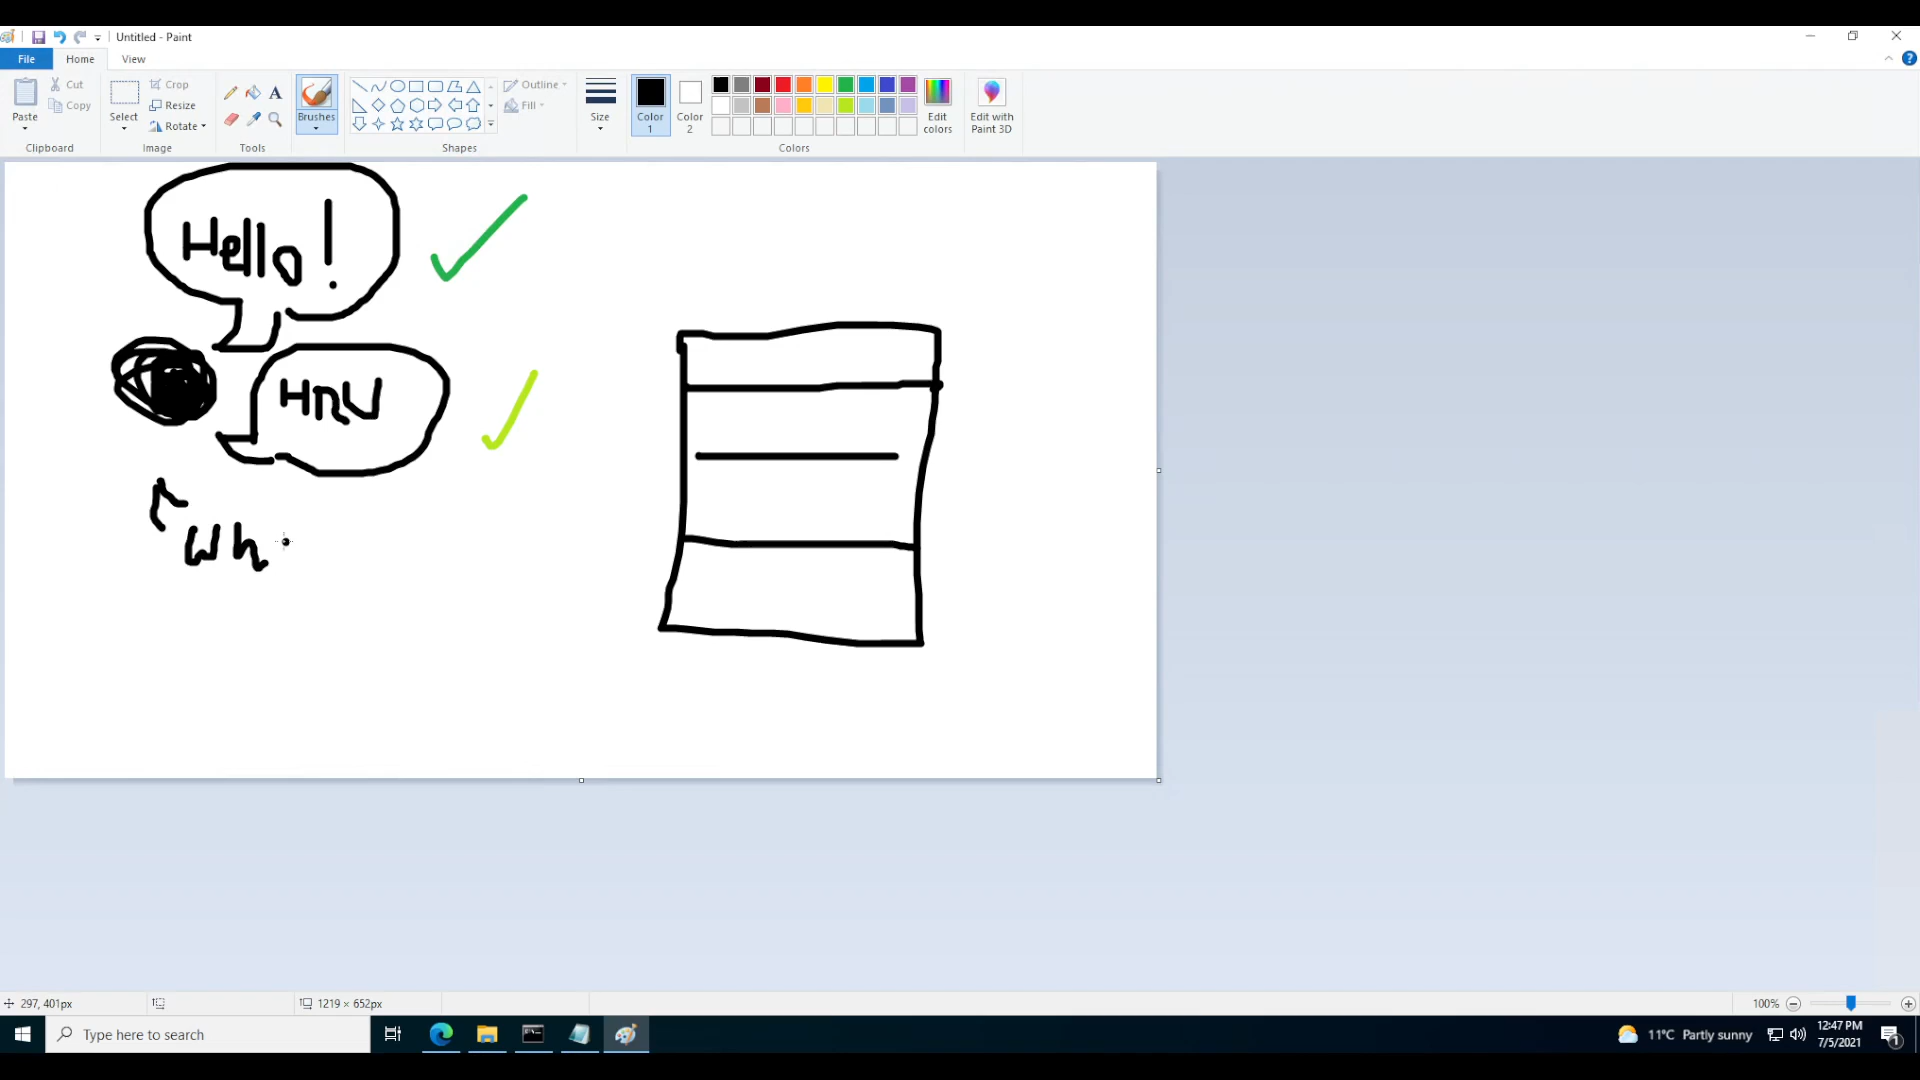 Untitled - Paint
File
Home
View
Paste
Cut
Copy
Clipboard
Select
Crop
Resize
Rotate
Image
Tools
Brushes
Shapes
Outline
Fill
Size
Color 1
Color 2
Edit colors
Edit with Paint 3D
Colors
Hello!
HRU
Wh
297, 401px
1219 × 652px
100%
Type here to search
11°C Partly sunny
12:47 PM
7/5/2021
1